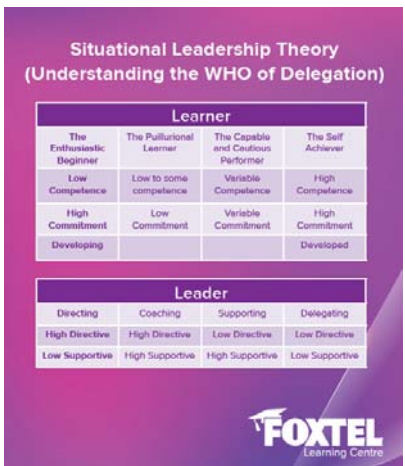 Situational Leadership Theory
(Understanding the WHO of Delegation)
Learner
The Enthusiastic Beginner
The Puillurional Learner
The Capable and Cautious Performer
The Self Achiever
Low Competence
Low to some competence
Variable Competence
High Competence
High Commitment
Low Commitment
Variable Commitment
High Commitment
Developing
Developed
Leader
Directing
Coaching
Supporting
Delegating
High Directive
High Directive
Low Directive
Low Directive
Low Supportive
High Supportive
High Supportive
Low Supportive
FOXTEL
Learning Centre